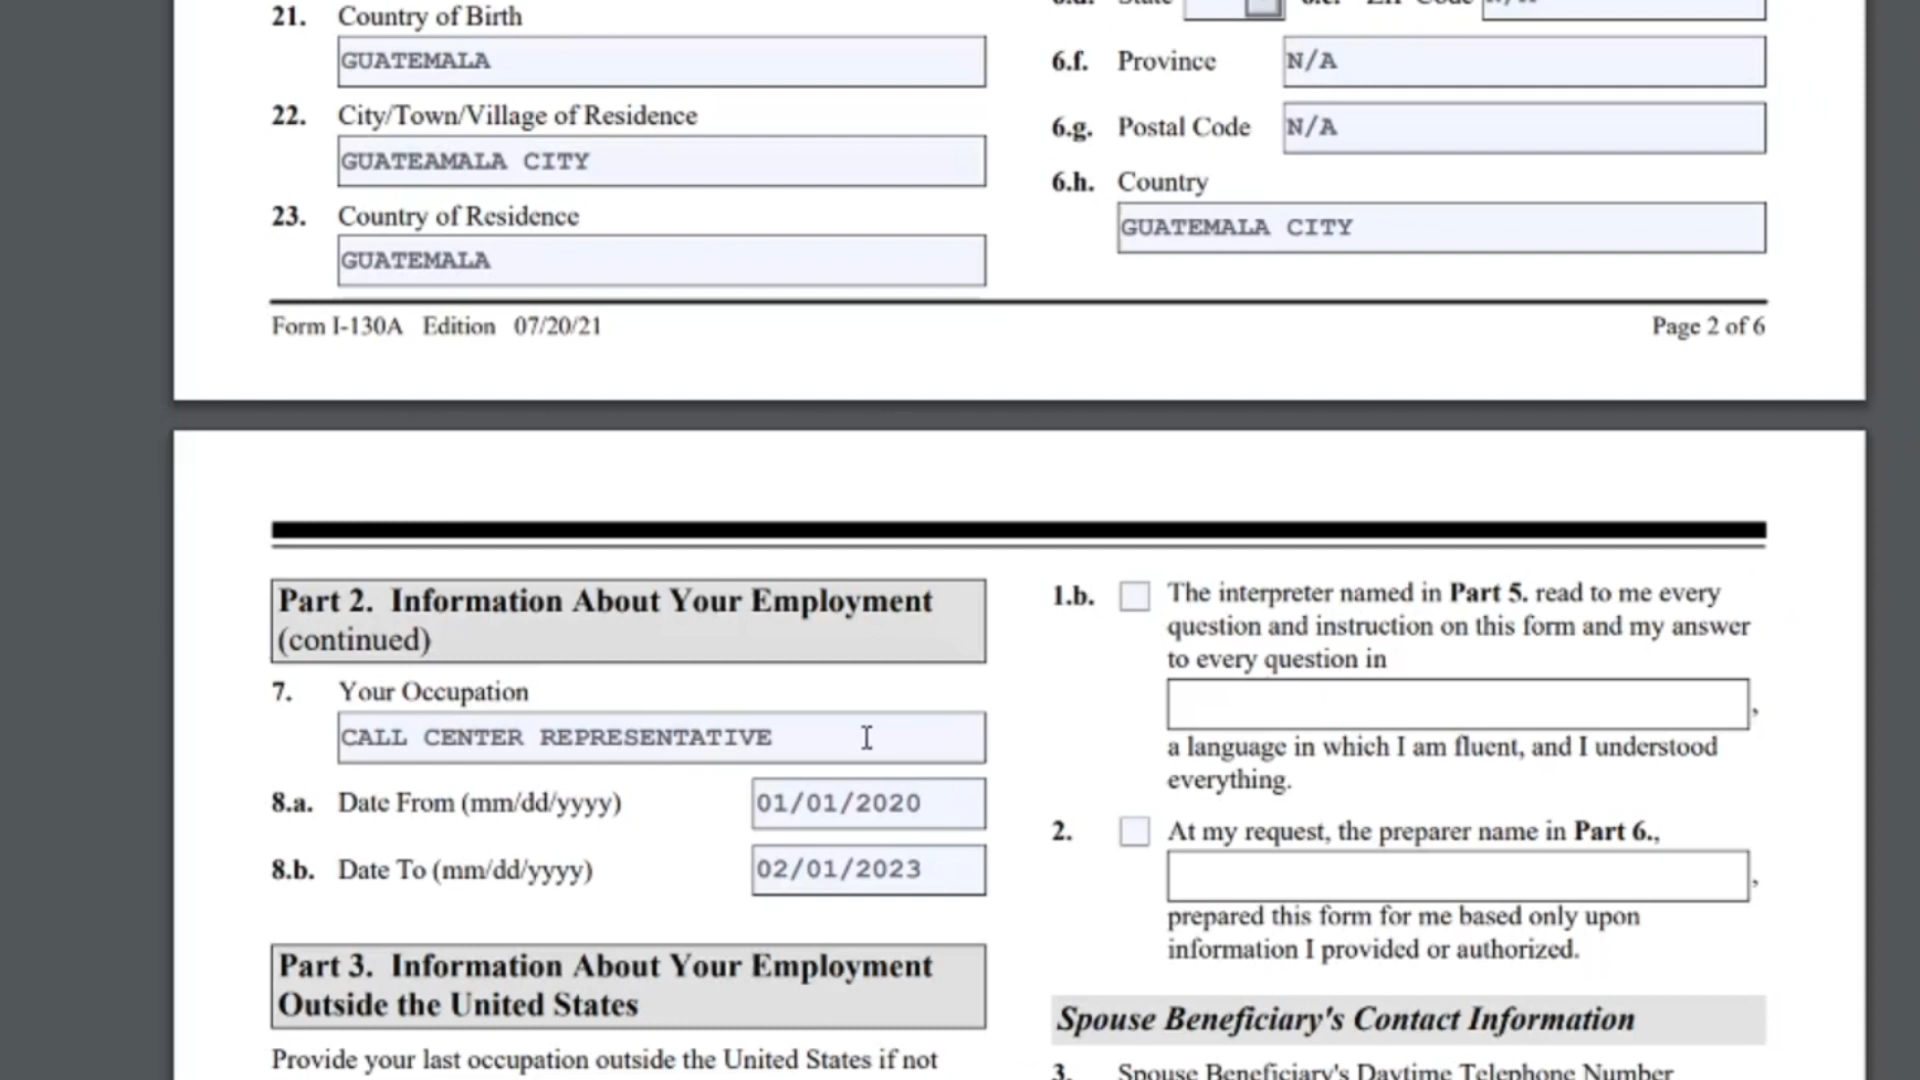 21. Country of Birth
GUATEMALA
22. City/Town/Village of Residence
GUATEAMALA CITY
23. Country of Residence
GUATEMALA
6.f. Province N/A
6.g. Postal Code N/A
6.h. Country
GUATEMALA CITY
Form I-130A Edition 07/20/21
Page 2 of 6
Part 2. Information About Your Employment
(continued)
7. Your Occupation
CALL CENTER REPRESENTATIVE
8.a. Date From (mm/dd/yyyy) 01/01/2020
8.b. Date To (mm/dd/yyyy) 02/01/2023
Part 3. Information About Your Employment
Outside the United States
Provide your last occupation outside the United States if not
1.b. The interpreter named in Part 5. read to me every
question and instruction on this form and my answer
to every question in
,
a language in which I am fluent, and I understood
everything.
2. At my request, the preparer name in Part 6.,
,
prepared this form for me based only upon
information I provided or authorized.
Spouse Beneficiary's Contact Information
3. Spouse Beneficiary's Daytime Telephone Number